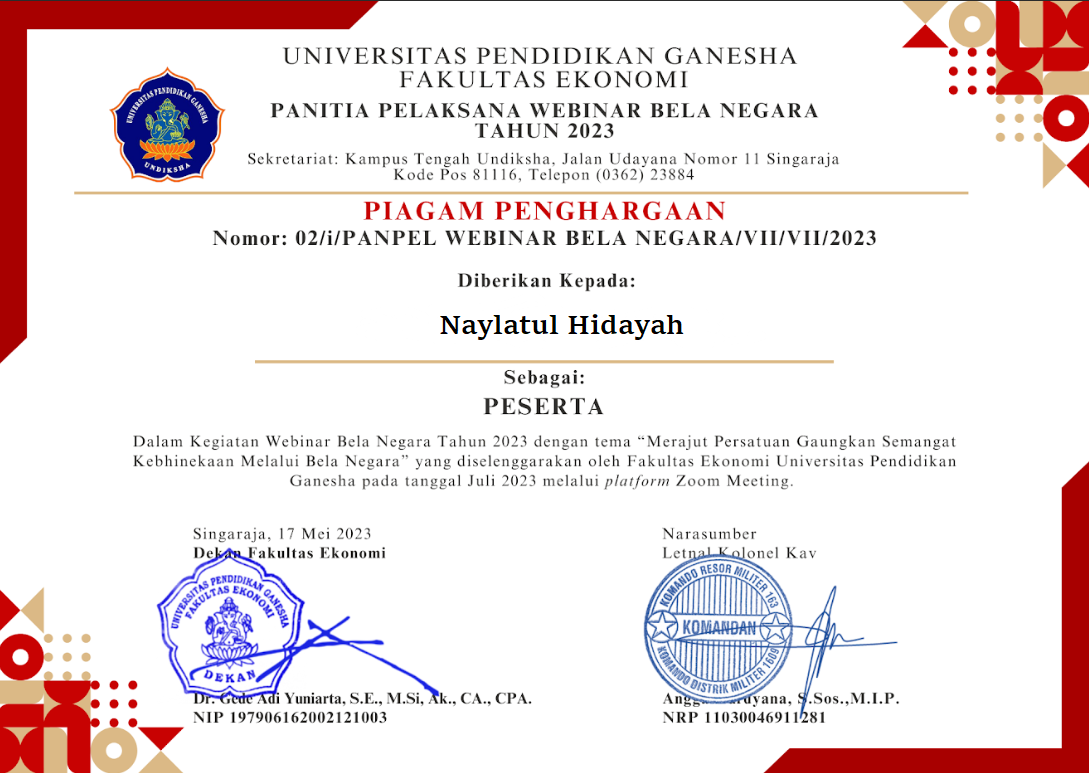 UNIVERSITAS PENDIDIKAN GANESHA
FAKULTAS EKONOMI
PANITIA PELAKSANA WEBINAR BELA NEGARA
TAHUN 2023
Sekretariat: Kampus Tengah Undiksha, Jalan Udayana Nomor 11 Singaraja
Kode Pos 81116, Telepon (0362) 23884
UNIVERSITAS PENDIDIKAN GANESHA
UNDIKSHA
PIAGAM PENGHARGAAN
Nomor: 02/i/PANPEL WEBINAR BELA NEGARA/VII/VII/2023
Diberikan Kepada:
Naylatul Hidayah
Sebagai:
PESERTA
Dalam Kegiatan Webinar Bela Negara Tahun 2023 dengan tema “Merajut Persatuan Gaungkan Semangat
Kebhinekaan Melalui Bela Negara” yang diselenggarakan oleh Fakultas Ekonomi Universitas Pendidikan
Ganesha pada tanggal Juli 2023 melalui platform Zoom Meeting.
Singaraja, 17 Mei 2023
Dekan Fakultas Ekonomi
UNIVERSITAS PENDIDIKAN GANESHA
FAKULTAS EKONOMI
DEKAN
Dr. Gede Adi Yuniarta, S.E., M.Si, Ak., CA., CPA.
NIP 197906162002121003
Narasumber
Letnal Kolonel Kav
KOMANDO RESOR MILITER 163
KOMANDAN
KOMANDO DISTRIK MILITER 1609
S.Sos.,M.I.P.
NRP 11030046911281